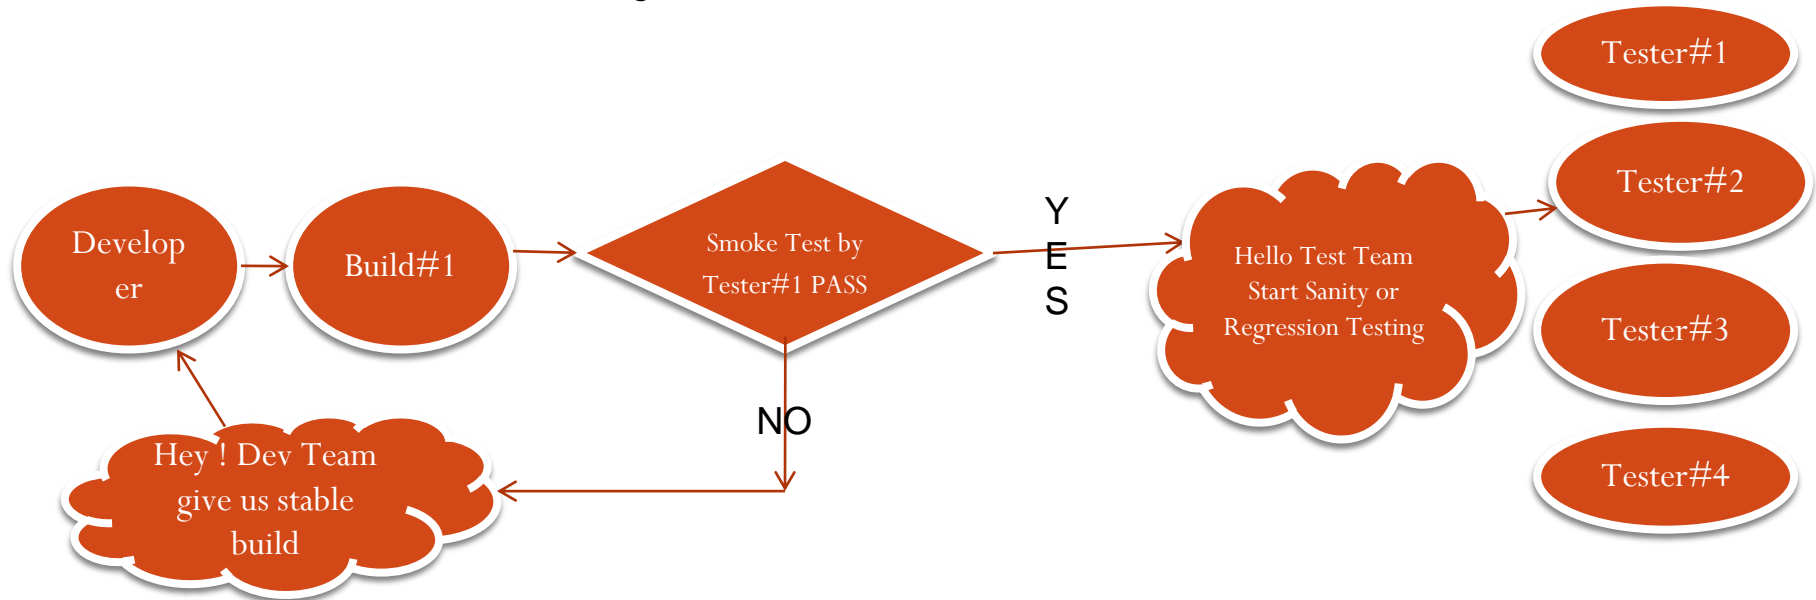 Develop
er
Build#1
Smoke Test by
Tester#1 PASS
Y
E
S
NO
Hello Test Team
Start Sanity or
Regression Testing
Hey ! Dev Team
give us stable
build
Tester#1
Tester#2
Tester#3
Tester#4